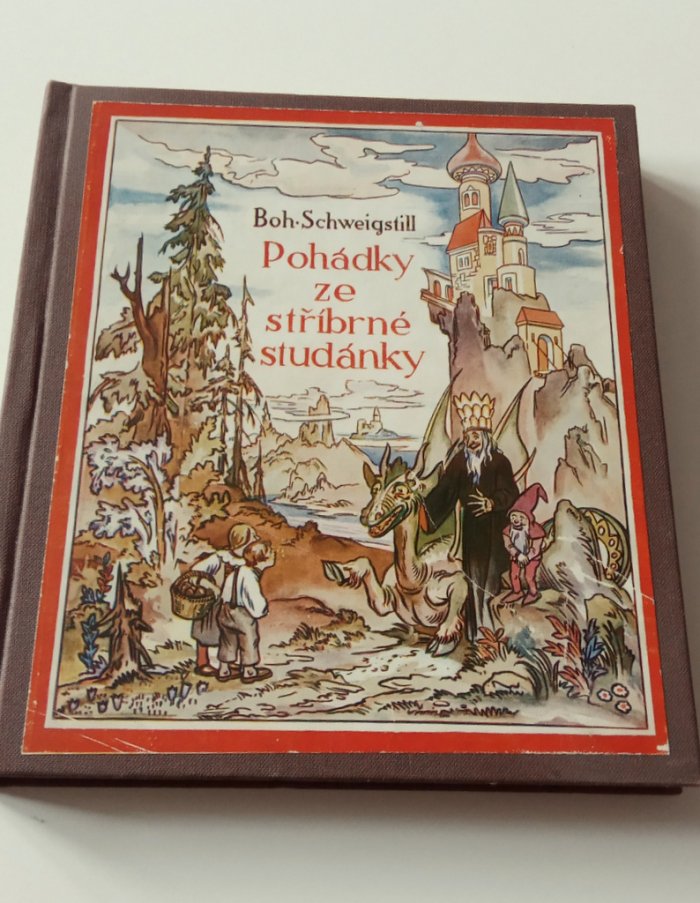 Boh. Schweigstill
Pohádky
ze
stříbrné
studánky